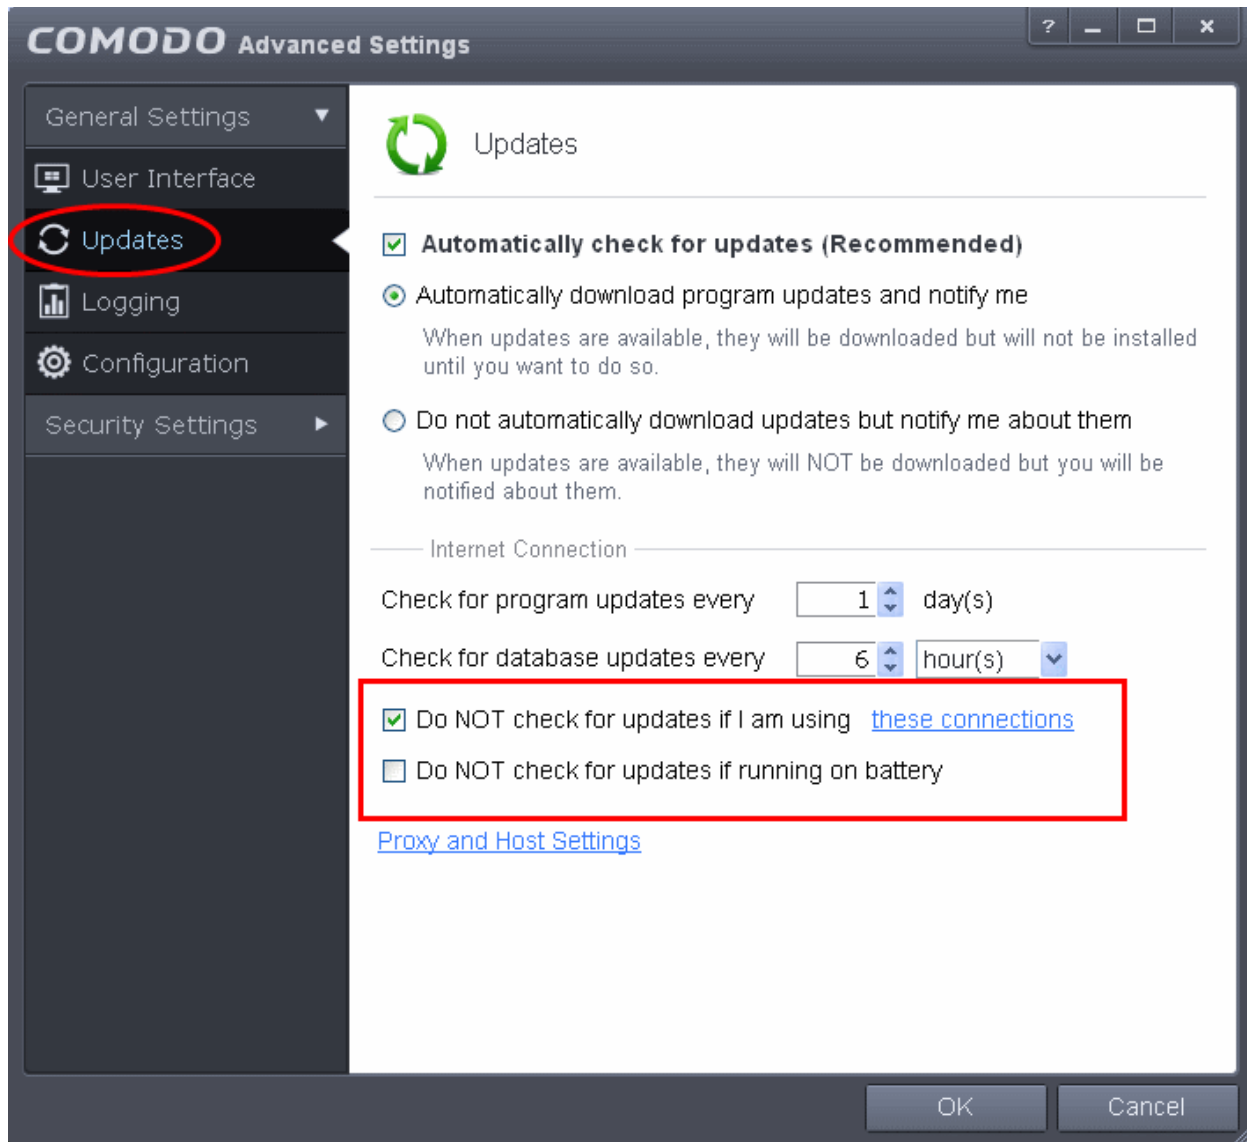 COMODO Advanced Settings
?
General Settings
User Interface
Updates
Logging
Configuration
Security Settings
Updates
Automatically check for updates (Recommended)
Automatically download program updates and notify me
When updates are available, they will be downloaded but will not be installed
until you want to do so.
Do not automatically download updates but notify me about them
When updates are available, they will NOT be downloaded but you will be
notified about them.
Internet Connection
Check for program updates every 1 day(s)
Check for database updates every 6 hour(s)
Do NOT check for updates if I am using these connections
Do NOT check for updates if running on battery
Proxy and Host Settings
OK Cancel